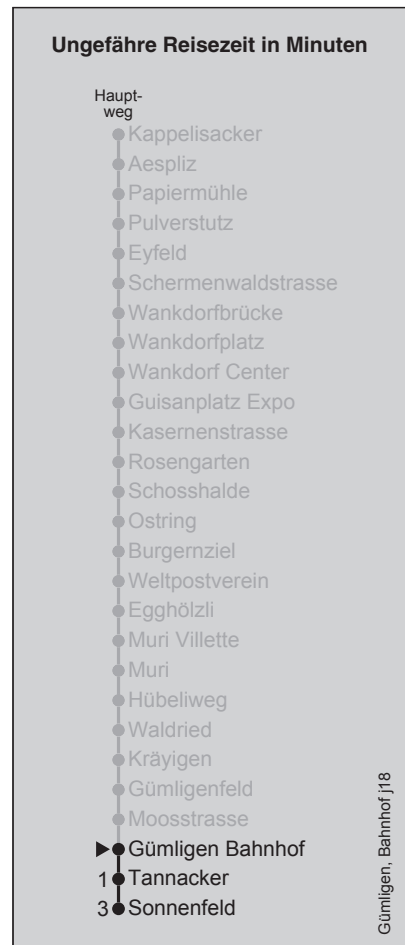 Ungefähre Reisezeit in Minuten
Haupt-
weg
Kappelisacker
Aespliz
Papiermühle
Pulverstutz
Eyfeld
Schermenwaldstrasse
Wankdorfbrücke
Wankdorfplatz
Wankdorf Center
Guisanplatz Expo
Kasernenstrasse
Rosengarten
Schosshalde
Ostring
Burgernziel
Weltpostverein
Egghölzli
Muri Villette
Muri
Hübeliweg
Waldried
Kräyigen
Gümligenfeld
Moosstrasse
Gümligen Bahnhof
1 Tannacker
3 Sonnenfeld
Gümligen, Bahnhof j18